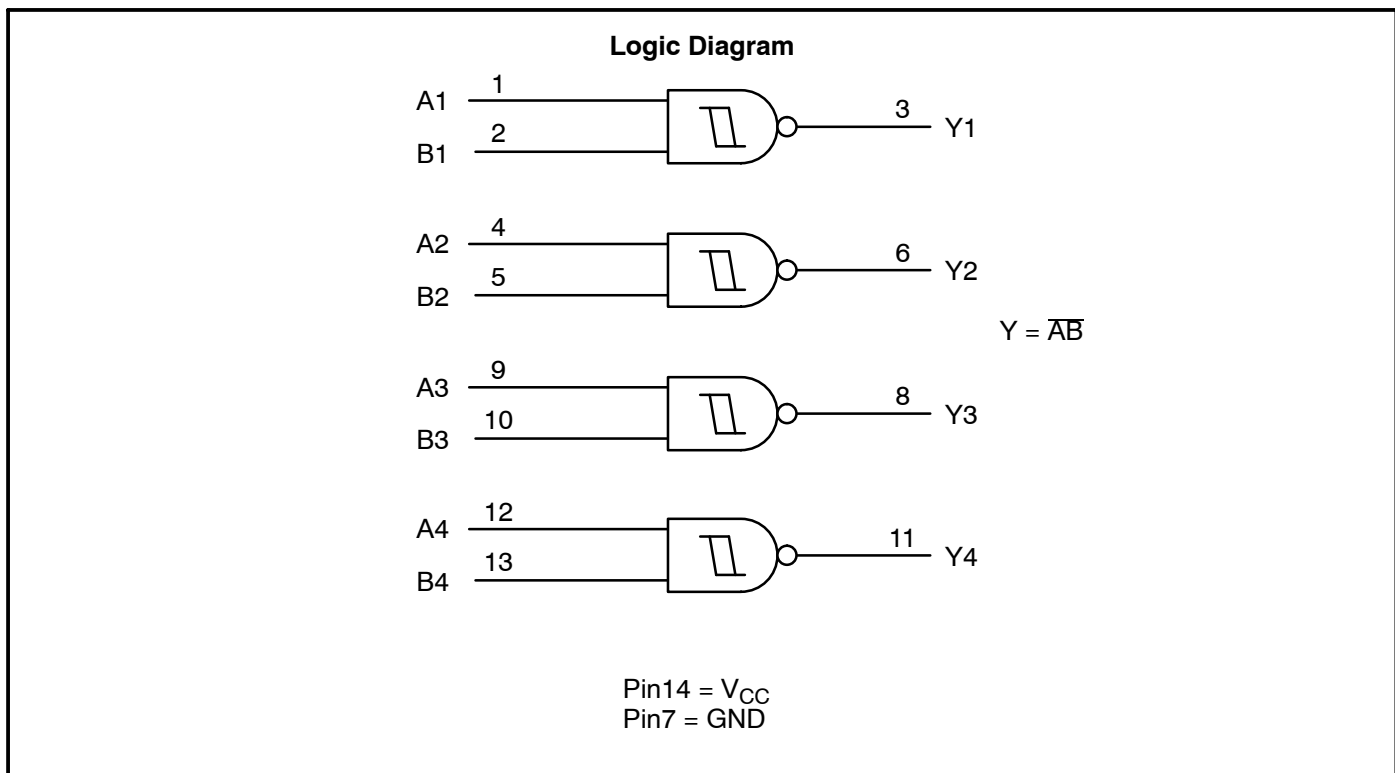 Logic Diagram
A1 1
B1 2
3 Y1
A2 4
B2 5
6 Y2
Y = A̅B̅
A3 9
B3 10
8 Y3
A4 12
B4 13
11 Y4
Pin14 = VCC
Pin7 = GND